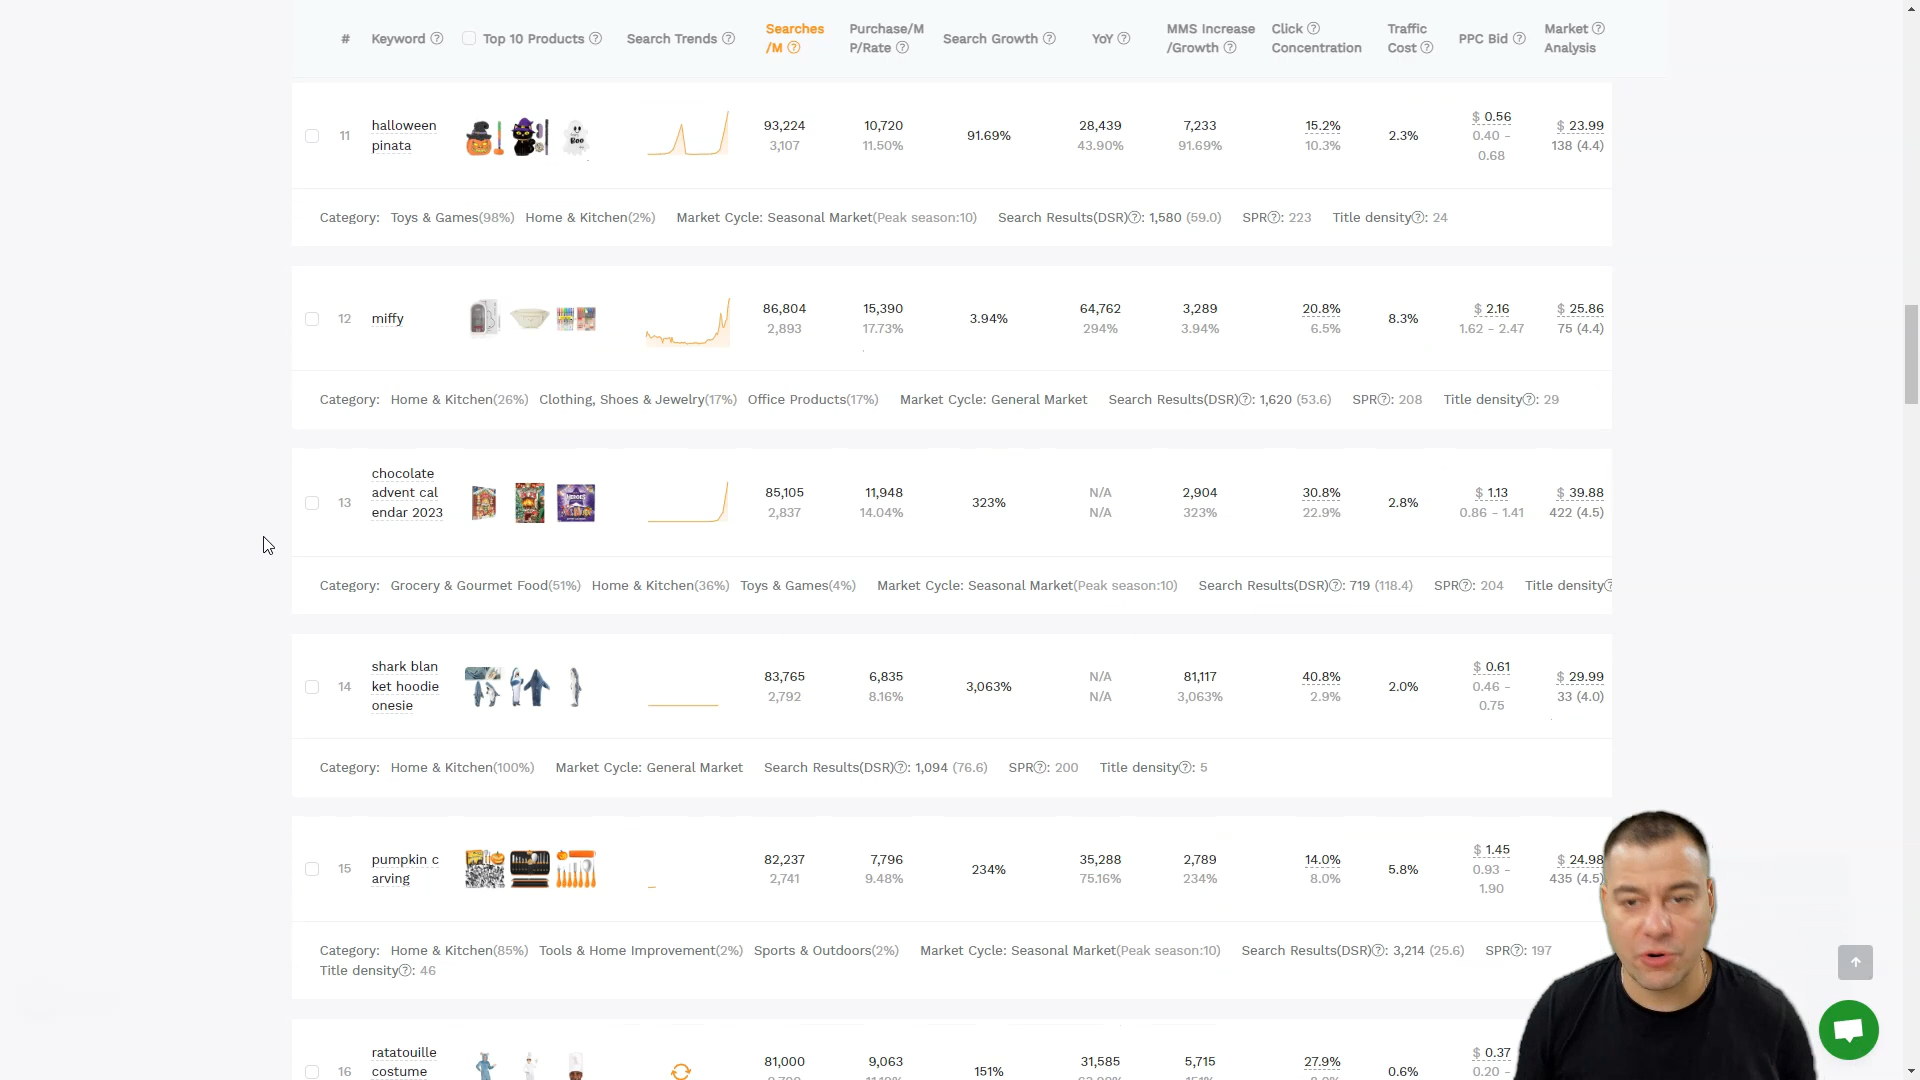 # Keyword Top 10 Products Search Trends Searches /M Purchase/M P/Rate Search Growth YoY MMS Increase /Growth Click Concentration Traffic Cost PPC Bid Market Analysis
11 halloween pinata 93,224 3,107 10,720 11.50% 91.69% 28,439 43.90% 7,233 91.69% 15.2% 10.3% 2.3% $ 0.56 0.40 - 0.68 $ 23.99 138 (4.4)
Category: Toys & Games(98%) Home & Kitchen(2%) Market Cycle: Seasonal Market(Peak season:10) Search Results(DSR): 1,580 (59.0) SPR: 223 Title density: 24
12 miffy 86,804 2,893 15,390 17.73% 3.94% 64,762 294% 3,289 3.94% 20.8% 6.5% 8.3% $ 2.16 1.62 - 2.47 $ 25.86 75 (4.4)
Category: Home & Kitchen(26%) Clothing, Shoes & Jewelry(17%) Office Products(17%) Market Cycle: General Market Search Results(DSR): 1,620 (53.6) SPR: 208 Title density: 29
13 chocolate advent cal endar 2023 85,105 2,837 11,948 14.04% 323% N/A N/A 2,904 323% 30.8% 22.9% 2.8% $ 1.13 0.86 - 1.41 $ 39.88 422 (4.5)
Category: Grocery & Gourmet Food(51%) Home & Kitchen(36%) Toys & Games(4%) Market Cycle: Seasonal Market(Peak season:10) Search Results(DSR): 719 (118.4) SPR: 204 Title density
14 shark blan ket hoodie onesie 83,765 2,792 6,835 8.16% 3,063% N/A N/A 81,117 3,063% 40.8% 2.9% 2.0% $ 0.61 0.46 - 0.75 $ 29.99 33 (4.0)
Category: Home & Kitchen(100%) Market Cycle: General Market Search Results(DSR): 1,094 (76.6) SPR: 200 Title density: 5
15 pumpkin c arving 82,237 2,741 7,796 9.48% 234% 35,288 75.16% 2,789 234% 14.0% 8.0% 5.8% $ 1.45 0.93 - 1.90 $ 24.98 435 (4.5)
Category: Home & Kitchen(85%) Tools & Home Improvement(2%) Sports & Outdoors(2%) Market Cycle: Seasonal Market(Peak season:10) Search Results(DSR): 3,214 (25.6) SPR: 197
Title density: 46
16 ratatouille costume 81,000 9,063 151% 31,585 5,715 27.9% 0.6% $ 0.37 0.20 -